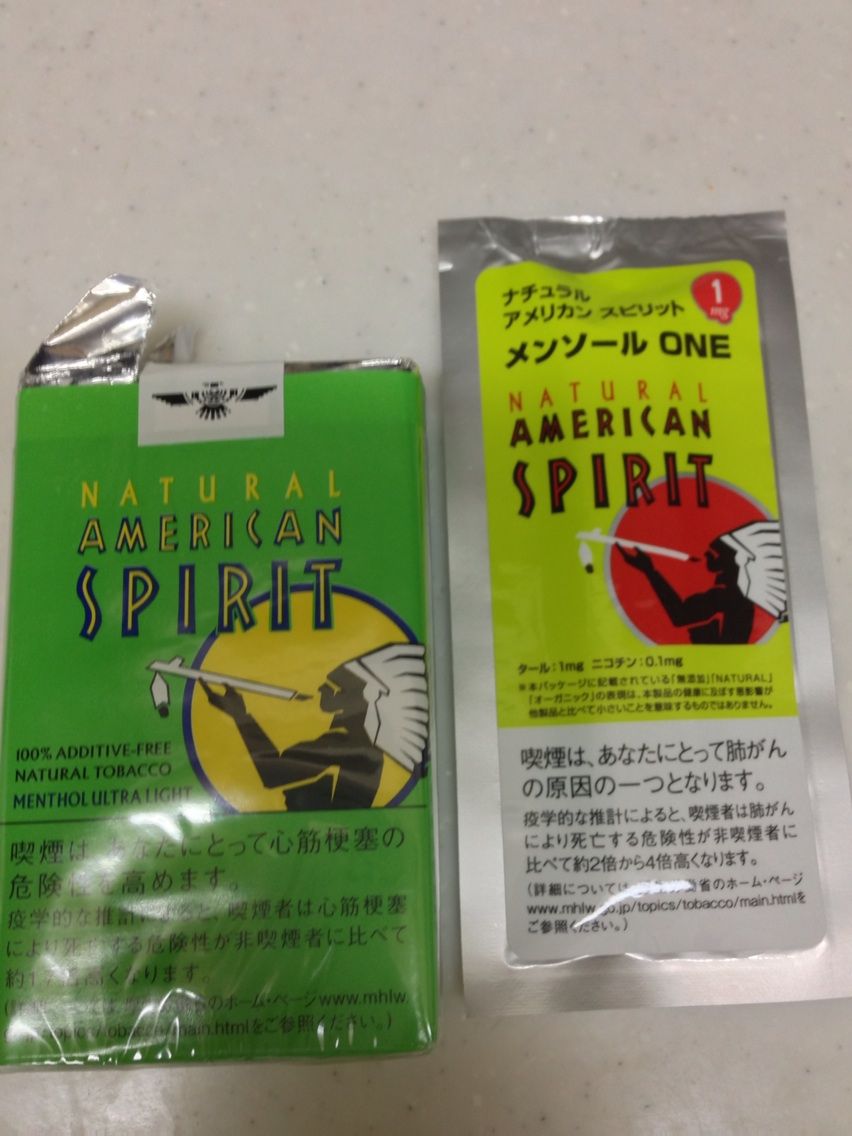 NATURAL
AMERICAN
SPIRIT
100% ADDITIVE-FREE
NATURAL TOBACCO
MENTHOL ULTRA LIGHT
喫煙は、あなたにとって心筋梗塞の
危険性を高めます。
疫学的な推計によると、喫煙者は心筋梗塞
により死亡する危険性が非喫煙者に比べて
高くなります。
省のホーム・ページwww.mhlw.
topics/tobacco/main.htmlをご参照ください。)
ナチュラル
アメリカン スピリット
1
mg
メンソール ONE
NATURAL
AMERICAN
SPIRIT
タール:1mg ニコチン:0.1mg
※本パッケージに記載されている「無添加」「NATURAL」
「オーガニック」の表現は、本製品の健康に及ぼす悪影響が
他製品と比べて小さいことを意味するものではありません。
喫煙は、あなたにとって肺がん
の原因の一つとなります。
疫学的な推計によると、喫煙者は肺がん
により死亡する危険性が非喫煙者に
比べて約2倍から4倍高くなります。
(詳細については、省のホーム・ページ
www.mhlw.go.jp/topics/tobacco/main.htmlを
ご参照ください。)